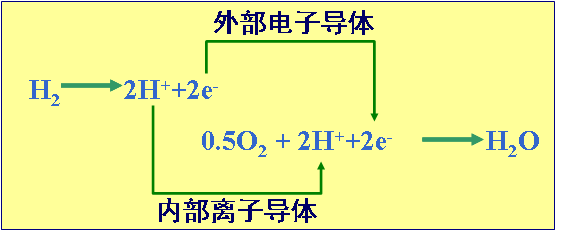 外部电子导体
H₂ → 2H⁺+2e⁻
0.5O₂ + 2H⁺+2e⁻ → H₂O
内部离子导体